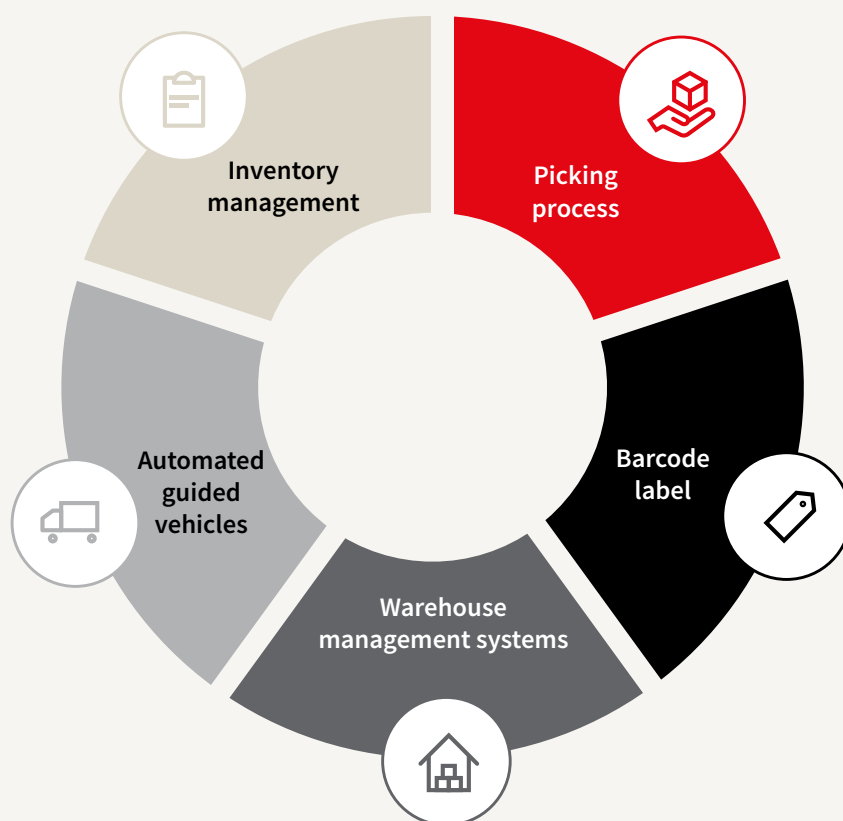 Inventory
management
Picking
process
Automated
guided
vehicles
Barcode
label
Warehouse
management systems